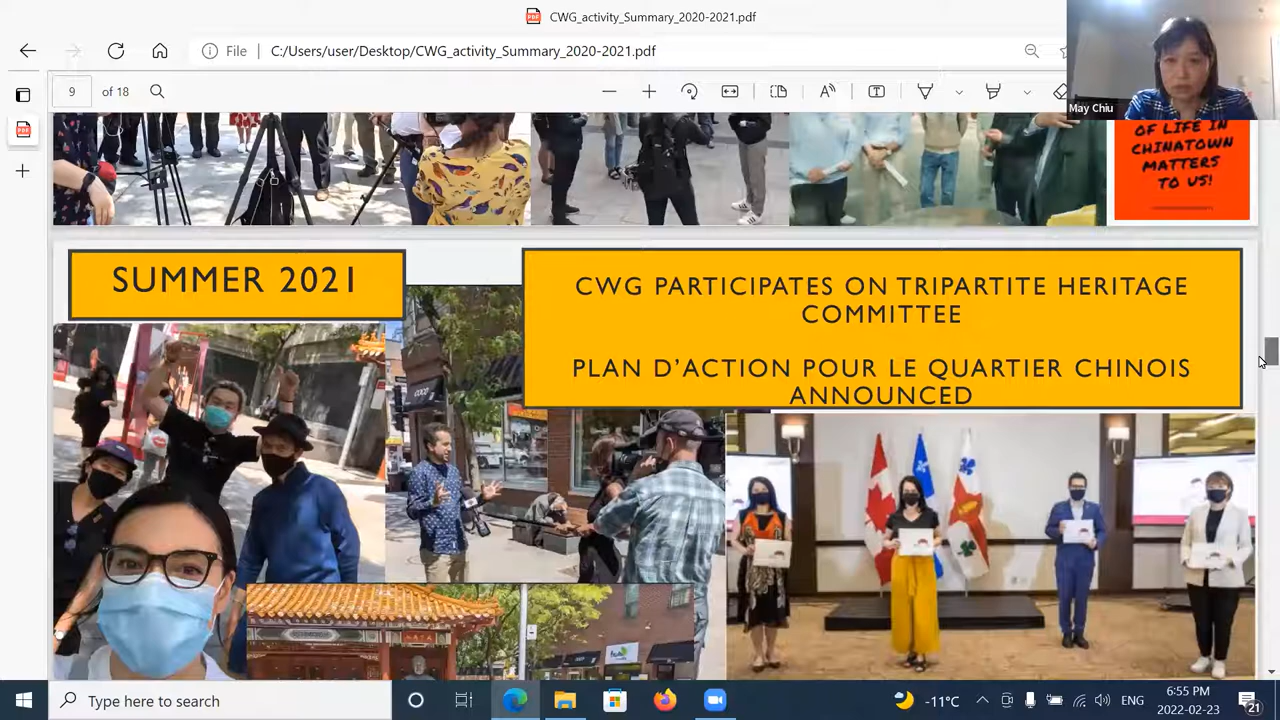 CWG_activity_Summary_2020-2021.pdf
File
C:/Users/user/Desktop/CWG_activity_Summary_2020-2021.pdf
May Chiu
9 of 18
OF LIFE IN
CHINATOWN
MATTERS
TO US!
SUMMER 2021
CWG PARTICIPATES ON TRIPARTITE HERITAGE
COMMITTEE
PLAN D’ACTION POUR LE QUARTIER CHINOIS
ANNOUNCED
Type here to search
-11°C
ENG
6:55 PM
2022-02-23
21